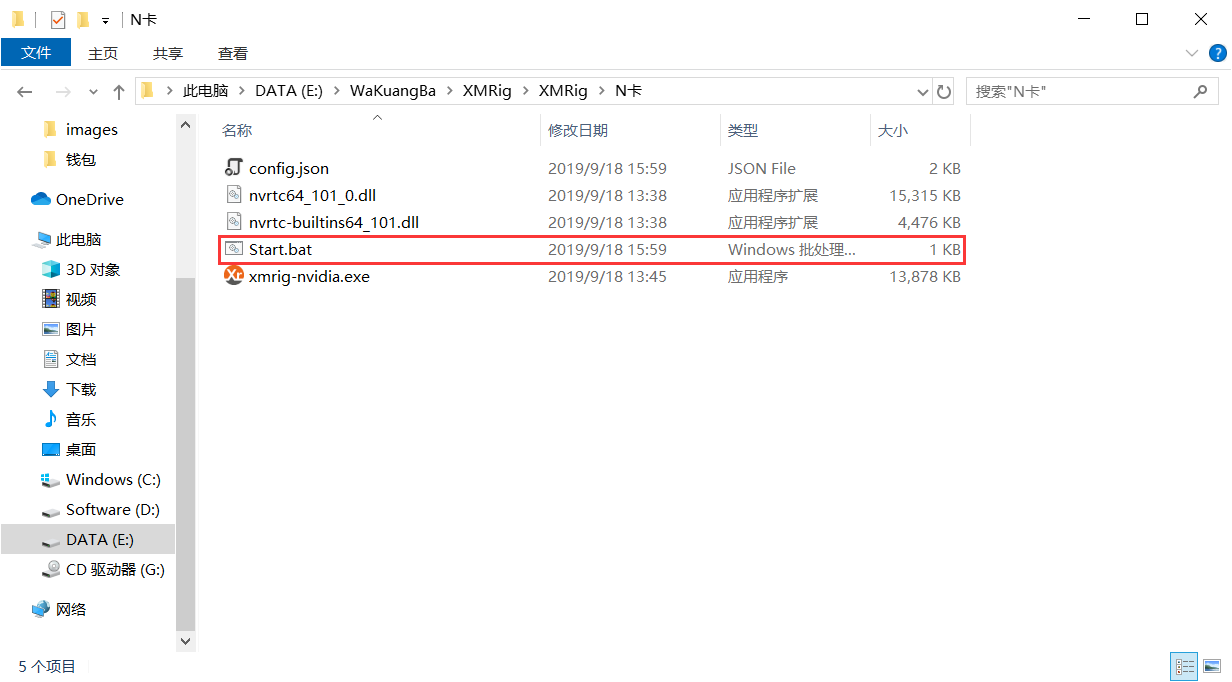 N卡
文件 主页 共享 查看
此电脑 DATA (E:) WaKuangBa XMRig XMRig N卡 搜索"N卡"
images
钱包
OneDrive
此电脑
3D 对象
视频
图片
文档
下载
音乐
桌面
Windows (C:)
Software (D:)
DATA (E:)
CD 驱动器 (G:)
网络
名称 修改日期 类型 大小
config.json 2019/9/18 15:59 JSON File 2 KB
nvrtc64_101_0.dll 2019/9/18 13:38 应用程序扩展 15,315 KB
nvrtc-builtins64_101.dll 2019/9/18 13:38 应用程序扩展 4,476 KB
Start.bat 2019/9/18 15:59 Windows 批处理... 1 KB
xmrig-nvidia.exe 2019/9/18 13:45 应用程序 13,878 KB
5 个项目